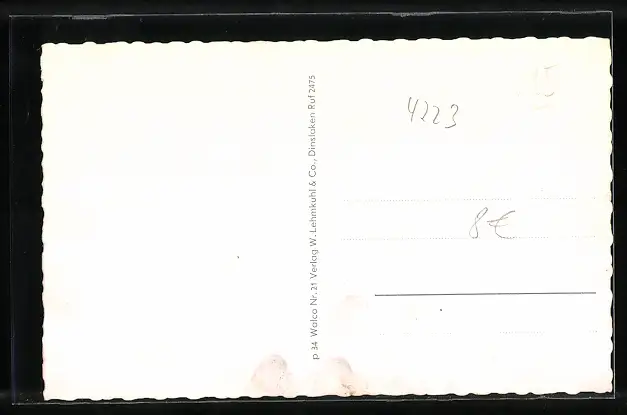 p 34 Walco Nr. 21 Verlag W. Lehmkuhl & Co., Dinslaken Ruf 2475
4223
8€